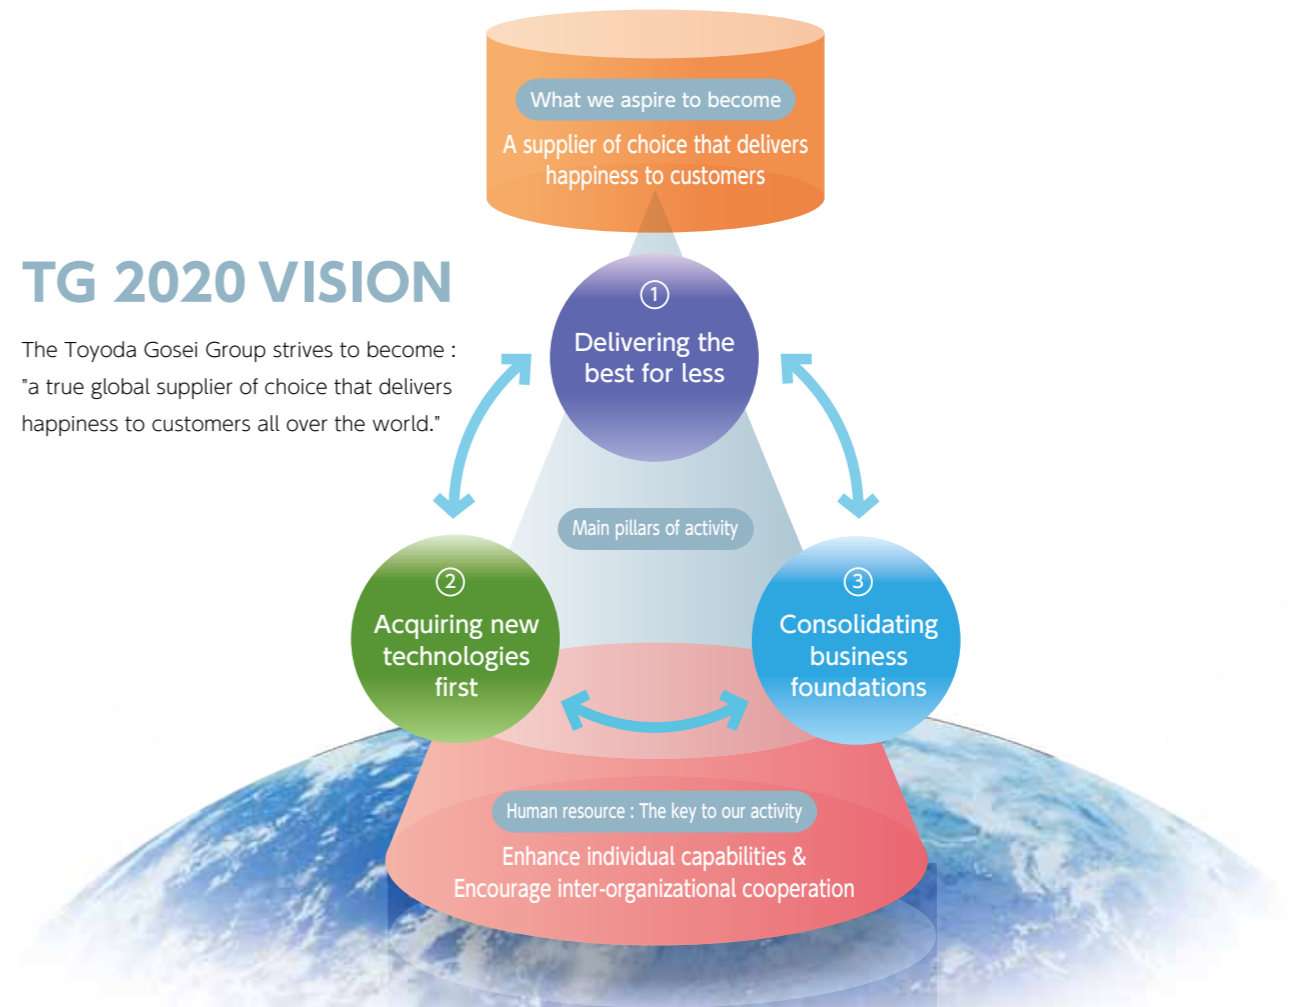 What we aspire to become
A supplier of choice that delivers
happiness to customers
TG 2020 VISION
The Toyoda Gosei Group strives to become :
"a true global supplier of choice that delivers
happiness to customers all over the world."
①
Delivering the
best for less
Main pillars of activity
②
Acquiring new
technologies
first
③
Consolidating
business
foundations
Human resource : The key to our activity
Enhance individual capabilities &
Encourage inter-organizational cooperation